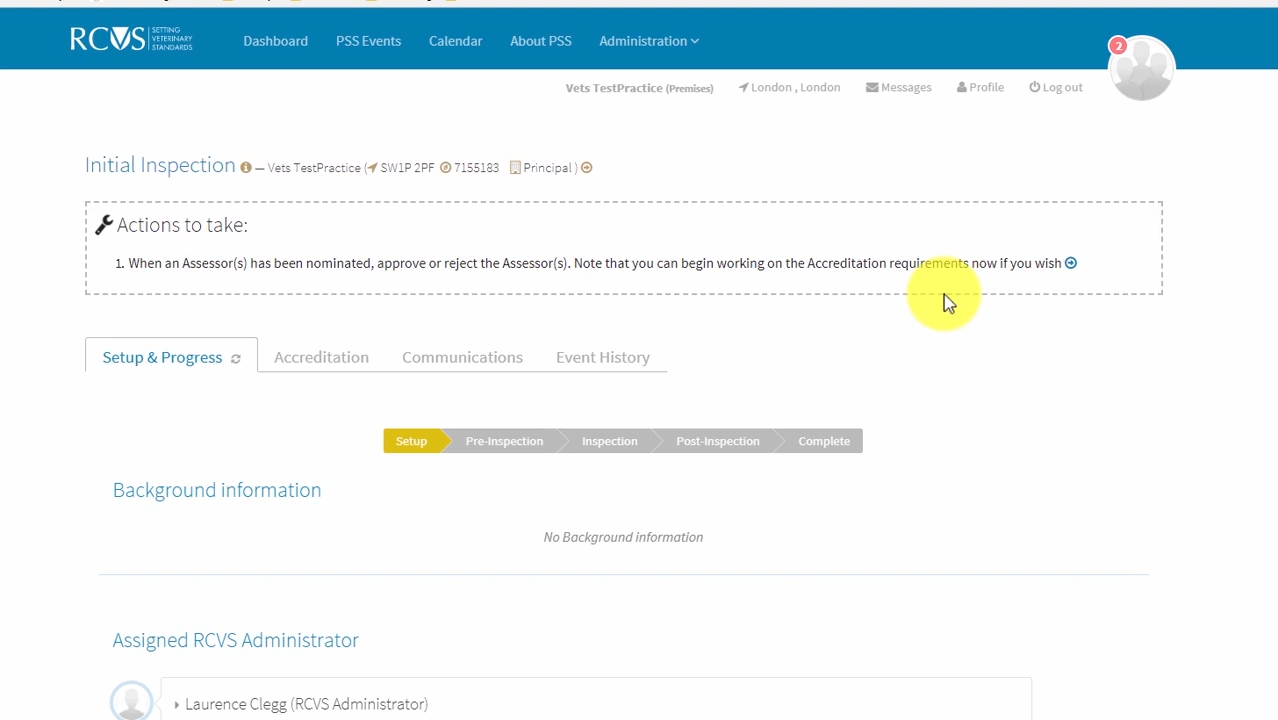 RCVS SETTING VETERINARY STANDARDS
Dashboard PSS Events Calendar About PSS Administration
2
Vets TestPractice (Premises) London , London Messages Profile Log out
Initial Inspection — Vets TestPractice ( SW1P 2PF 7155183 Principal )
Actions to take:
1. When an Assessor(s) has been nominated, approve or reject the Assessor(s). Note that you can begin working on the Accreditation requirements now if you wish
Setup & Progress Accreditation Communications Event History
Setup Pre-Inspection Inspection Post-Inspection Complete
Background information
No Background information
Assigned RCVS Administrator
Laurence Clegg (RCVS Administrator)